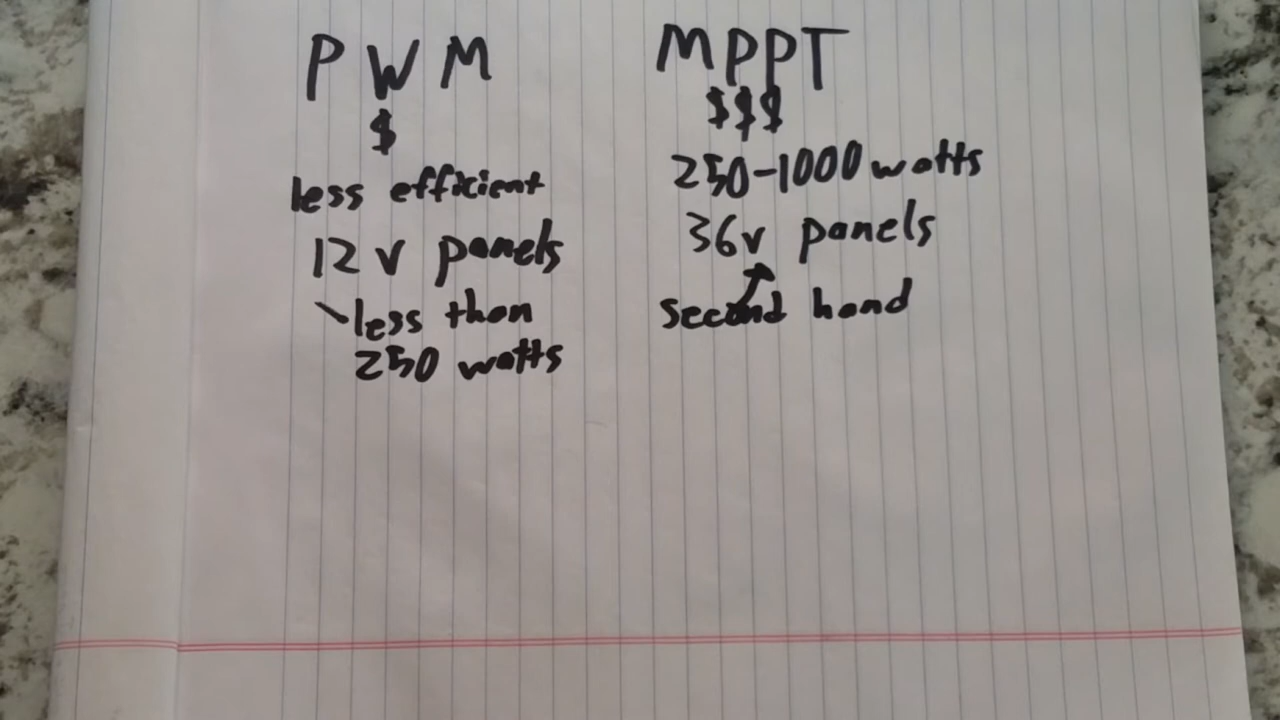 PWM
$
less efficient
12v panels
less than
250 watts
MPPT
$$$
250-1000 watts
36v panels
second hand